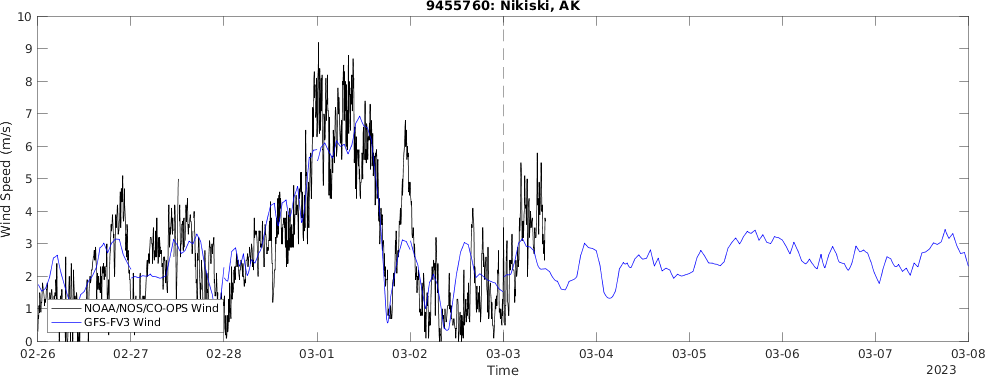 9455760: Nikiski, AK
10
9
8
7
6
5
4
3
2
1
0
Wind Speed (m/s)
NOAA/NOS/CO-OPS Wind
GFS-FV3 Wind
02-26 02-27 02-28 03-01 03-02 03-03 03-04 03-05 03-06 03-07 03-08
Time
2023